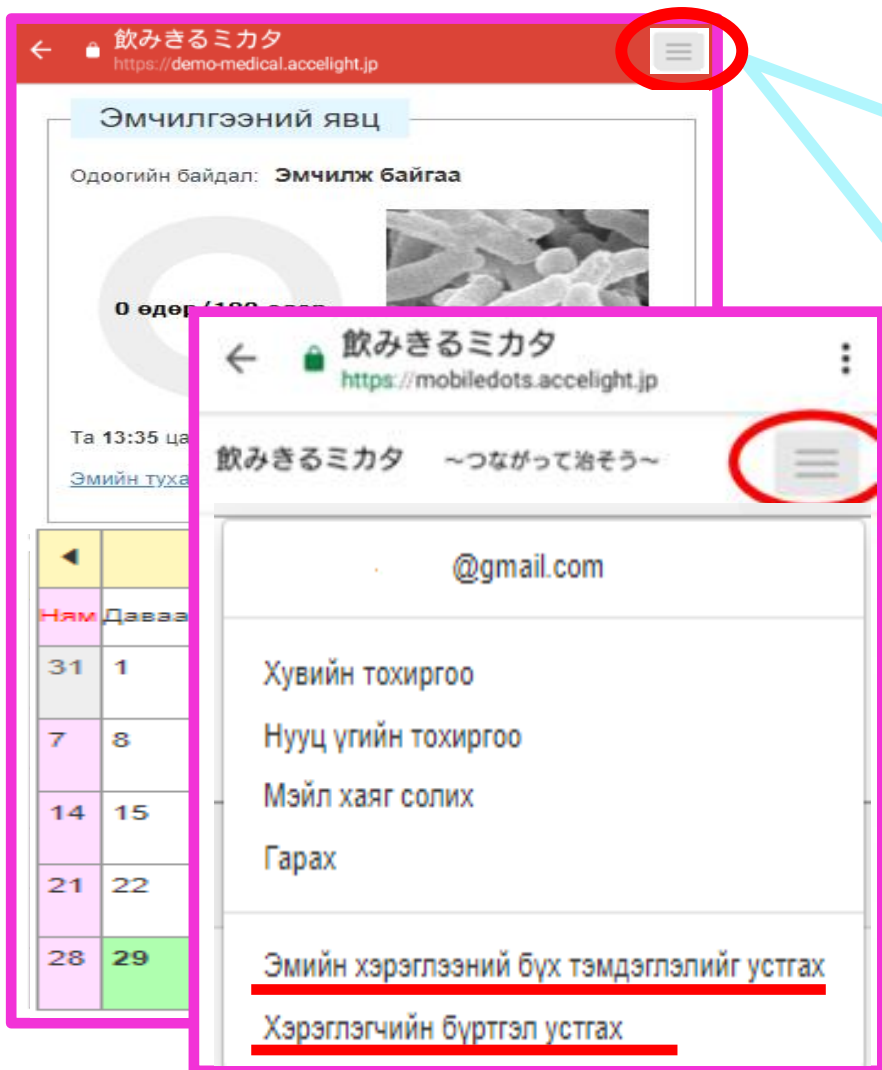 飲みきるミカタ
https://demo-medical.accelight.jp
Эмчилгээний явц
Одоогийн байдал: Эмчилж байгаа
0 өдөр
Та 13:35
◀
Ням Даваа
31 1
7 8
14 15
21 22
28 29
飲みきるミカタ
https://mobiledots.accelight.jp
飲みきるミカタ ～つながって治そう～
@gmail.com
Хувийн тохиргоо
Нууц үгийн тохиргоо
Мэйл хаяг солих
Гарах
Эмийн хэрэглээний бүх тэмдэглэлийг устгах
Хэрэглэгчийн бүртгэл устгах